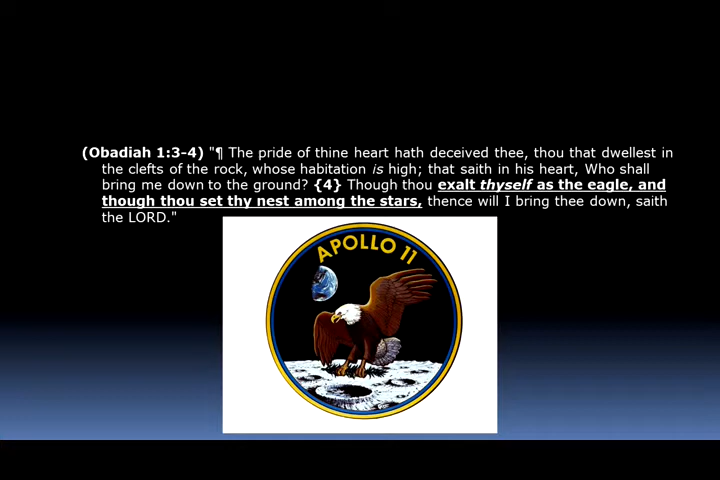 (Obadiah 1:3-4) "¶ The pride of thine heart hath deceived thee, thou that dwellest in
the clefts of the rock, whose habitation is high; that saith in his heart, Who shall
bring me down to the ground? {4} Though thou exalt thyself as the eagle, and
though thou set thy nest among the stars, thence will I bring thee down, saith
the LORD."
APOLLO 11